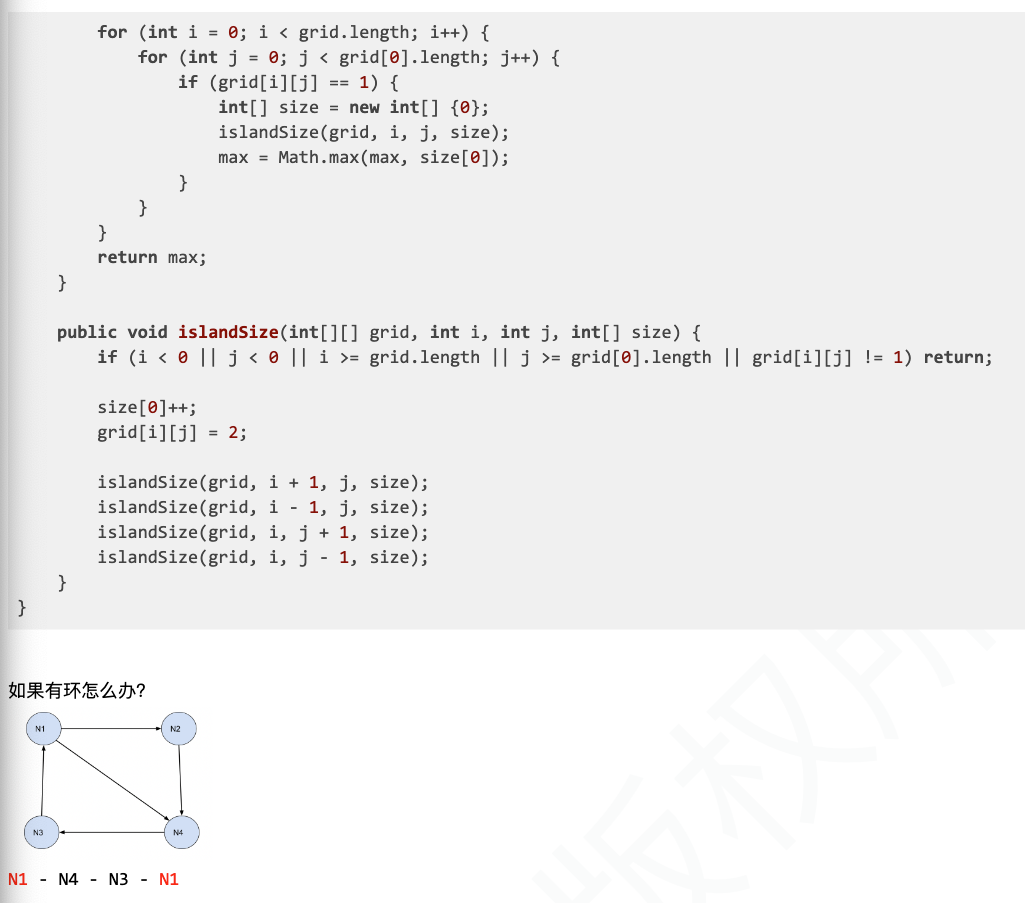 for (int i = 0; i < grid.length; i++) {
for (int j = 0; j < grid[0].length; j++) {
if (grid[i][j] == 1) {
int[] size = new int[] {0};
islandSize(grid, i, j, size);
max = Math.max(max, size[0]);
}
}
}
return max;
}
public void islandSize(int[][] grid, int i, int j, int[] size) {
if (i < 0 || j < 0 || i >= grid.length || j >= grid[0].length || grid[i][j] != 1) return;
size[0]++;
grid[i][j] = 2;
islandSize(grid, i + 1, j, size);
islandSize(grid, i - 1, j, size);
islandSize(grid, i, j + 1, size);
islandSize(grid, i, j - 1, size);
}
}
如果有环怎么办?
N1 N2
N3 N4
N1 - N4 - N3 - N1
版权所